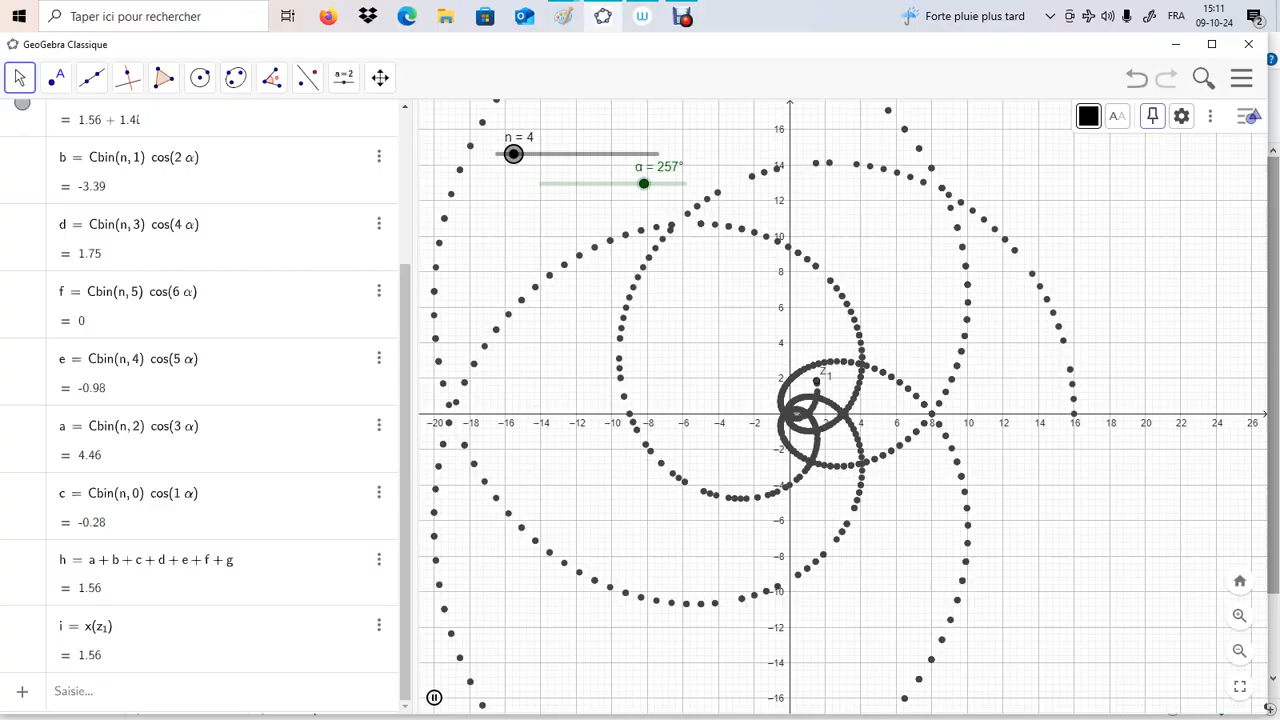 Taper ici pour rechercher
Forte pluie plus tard
FRA
15:11
09-10-24
2
GeoGebra Classique
A
a=2
AA
= 1.56 + 1.4i
b = Cbin(n,1) cos(2 α)
= -3.39
d = Cbin(n,3) cos(4 α)
= 1.75
= 0
e = Cbin(n,4) cos(5 α)
= -0.98
a = Cbin(n,2) cos(3 α)
= 4.46
c = Cbin(n,0) cos(1 α)
= -0.28
h = a + b + c + d + e + f + g
= 1.56
i = x(z₁)
= 1.56
Saisie...
n = 4
α = 257°
16
14
12
10
8
6
4
2
z₁
-20 -18 -16 -14 -12 -10 -8 -6 -4 -2 2 4 6 8 10 12 14 16 18 20 22 24 26
-2
-4
-6
-8
-10
-12
-14
-16